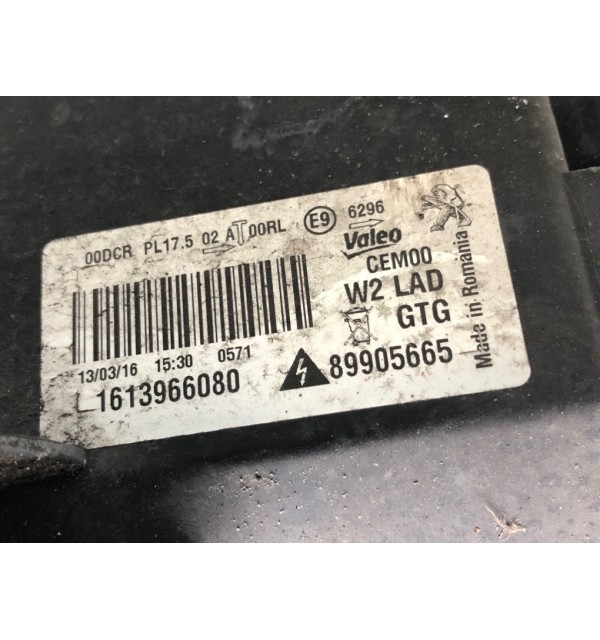 00DCR PL17.5 02 A 00RL E9 6296
Valeo
CEM00
W2 LAD
GTG
Made in Romania
13/03/16 15:30 0571
L1613966080 89905665